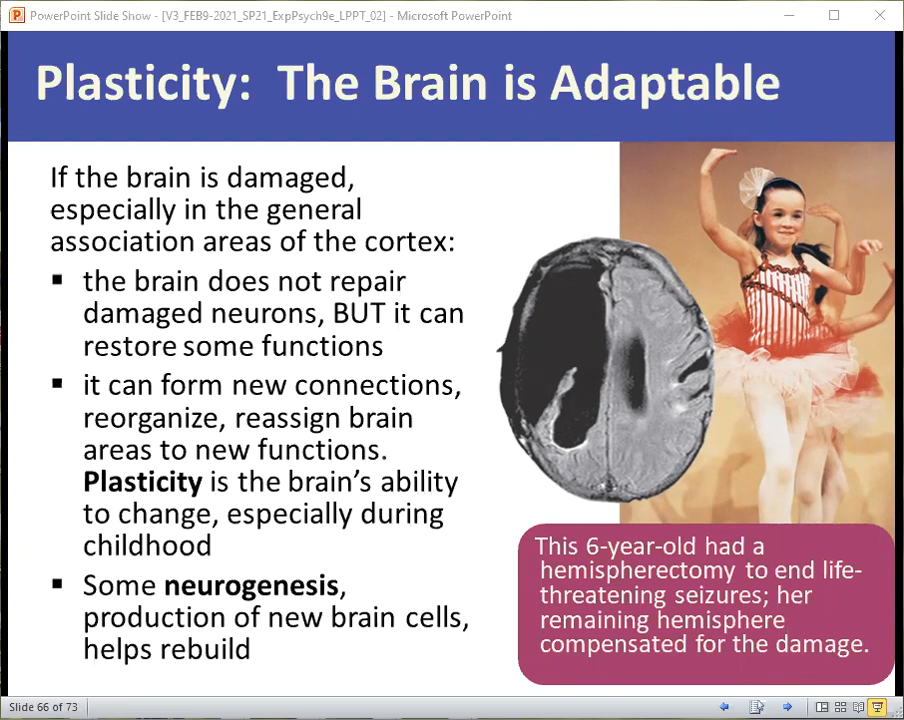 PowerPoint Slide Show - [V3_FEB9-2021_SP21_ExpPsych9e_LPPT_02] - Microsoft PowerPoint
Plasticity:  The Brain is Adaptable
If the brain is damaged,
especially in the general
association areas of the cortex:
▪ the brain does not repair
damaged neurons, BUT it can
restore some functions
▪ it can form new connections,
reorganize, reassign brain
areas to new functions.
Plasticity is the brain’s ability
to change, especially during
childhood
▪ Some neurogenesis,
production of new brain cells,
helps rebuild
This 6-year-old had a
hemispherectomy to end life-
threatening seizures; her
remaining hemisphere
compensated for the damage.
Slide 66 of 73